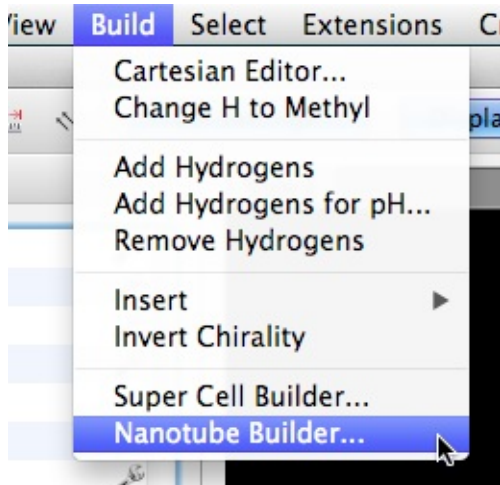 View Build Select Extensions
Cartesian Editor...
Change H to Methyl
Add Hydrogens
Add Hydrogens for pH...
Remove Hydrogens
Insert
Invert Chirality
Super Cell Builder...
Nanotube Builder...